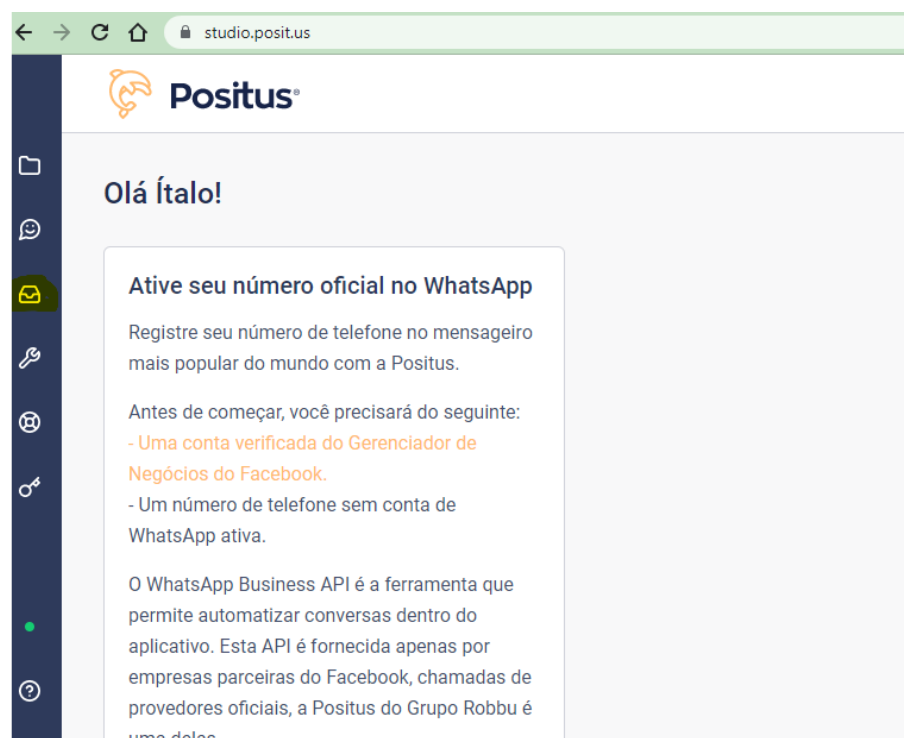 studio.posit.us
Positus®
Olá Ítalo!
Ative seu número oficial no WhatsApp
Registre seu número de telefone no mensageiro
mais popular do mundo com a Positus.
Antes de começar, você precisará do seguinte:
- Uma conta verificada do Gerenciador de
Negócios do Facebook.
- Um número de telefone sem conta de
WhatsApp ativa.
O WhatsApp Business API é a ferramenta que
permite automatizar conversas dentro do
aplicativo. Esta API é fornecida apenas por
empresas parceiras do Facebook, chamadas de
provedores oficiais, a Positus do Grupo Robbu é
uma delas